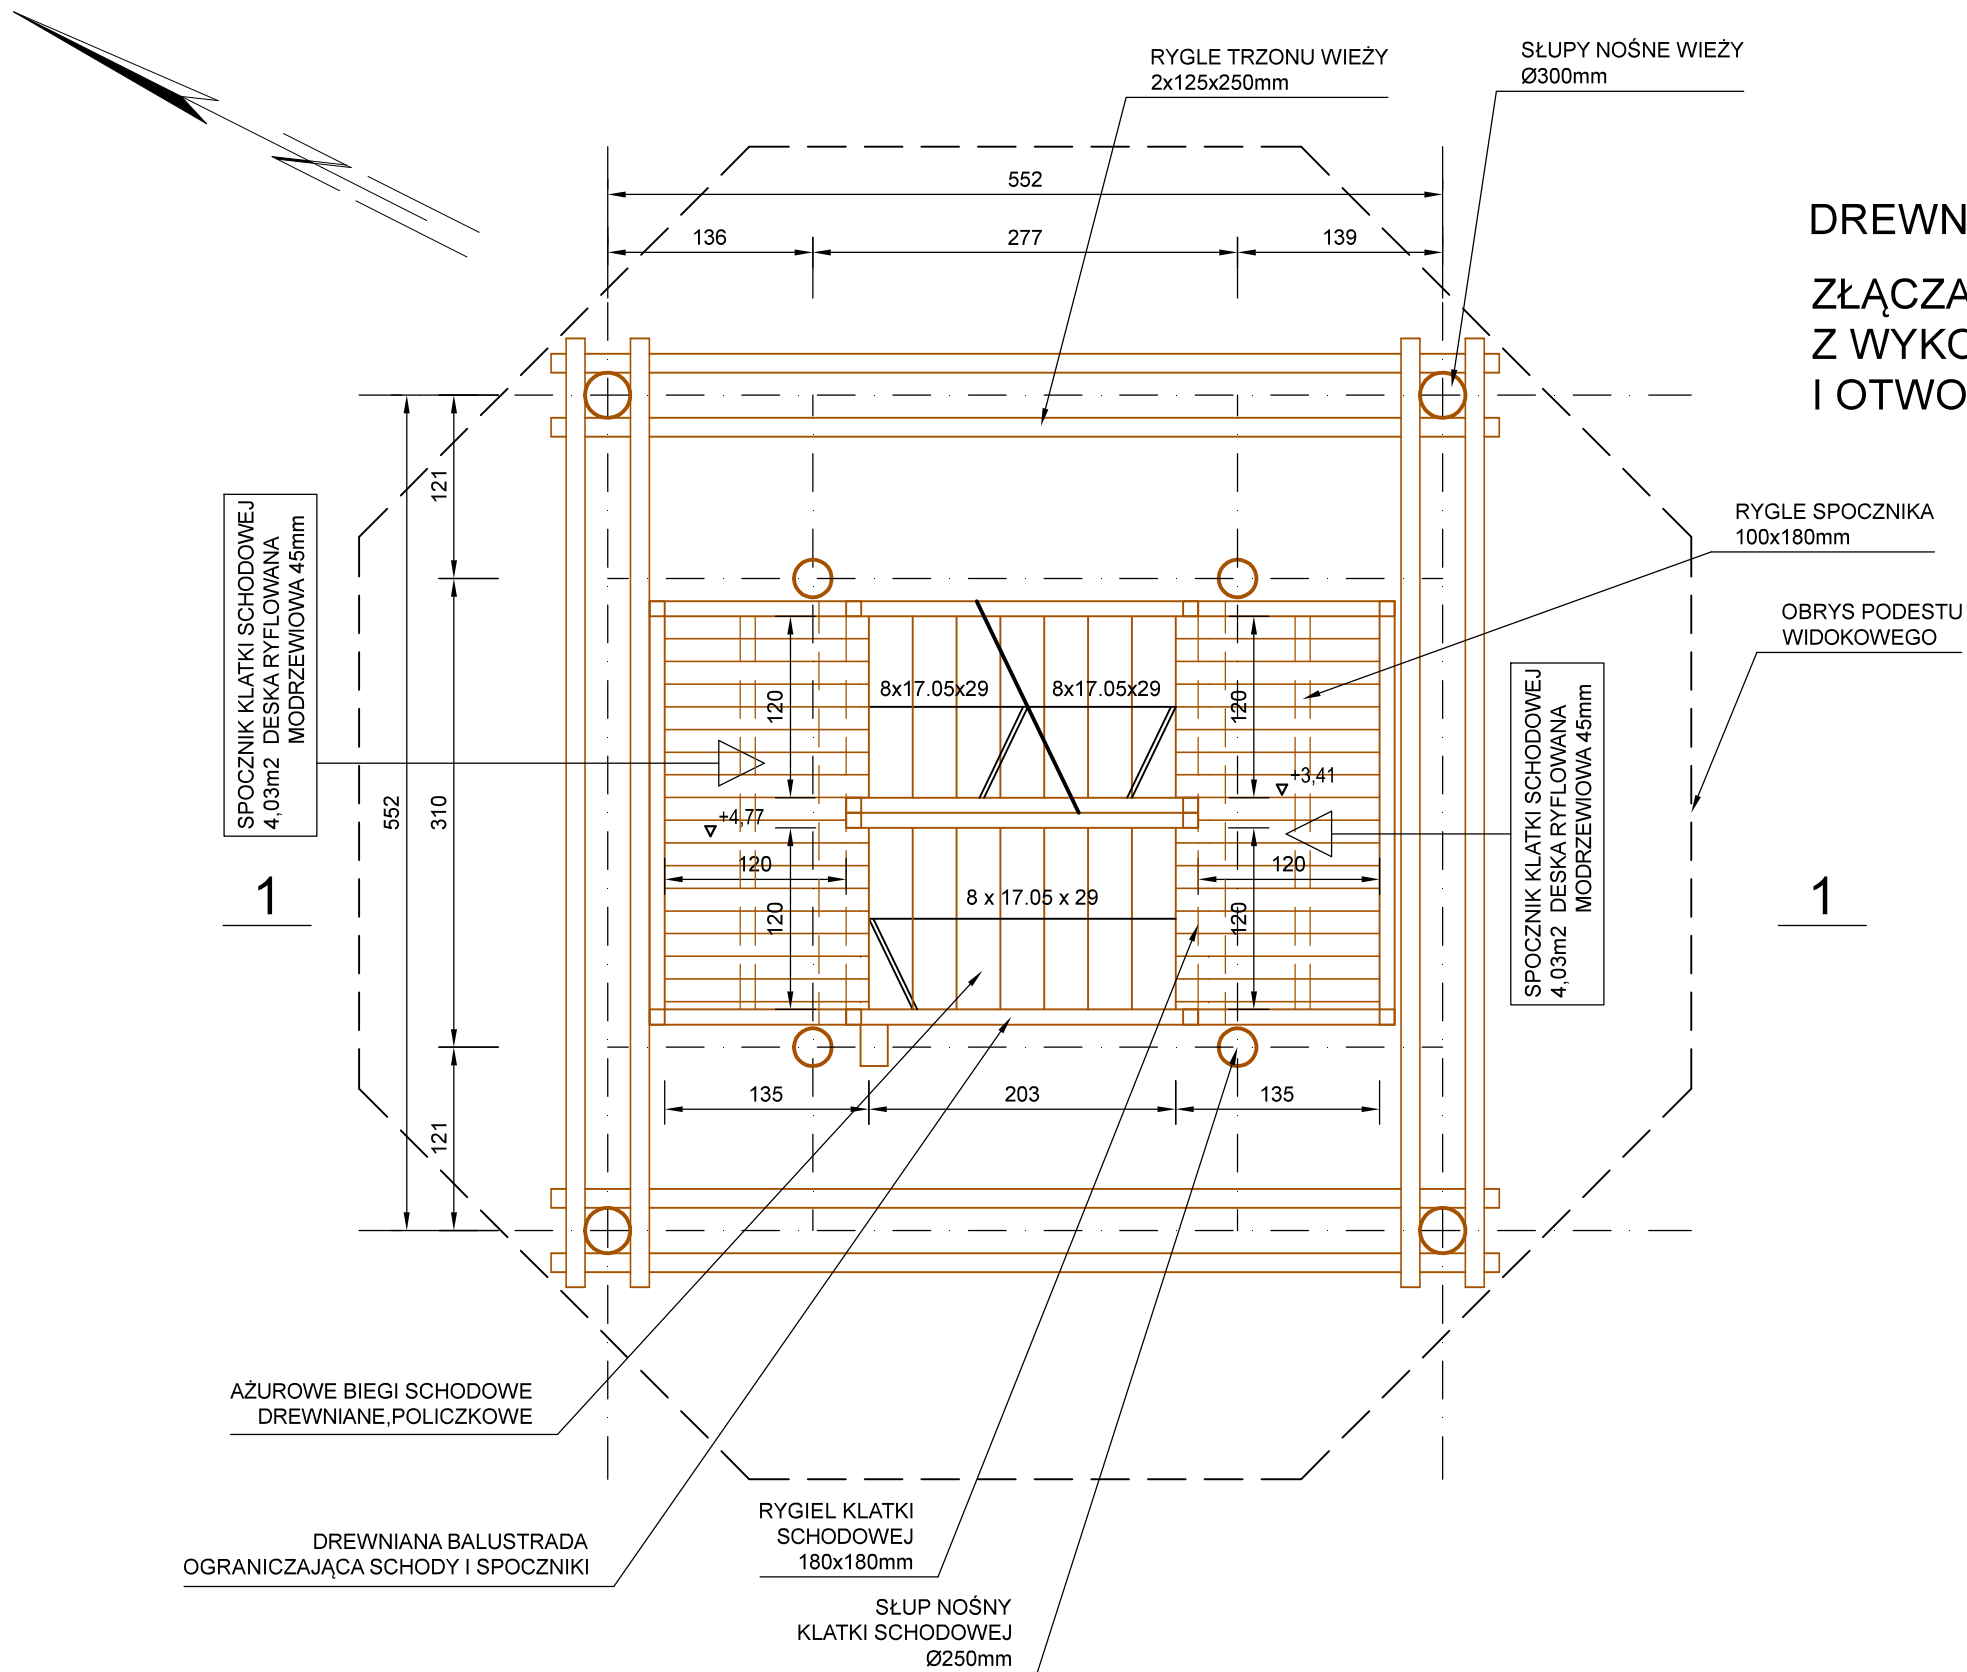 RYGLE TRZONU WIEŻY
2x125x250mm
SŁUPY NOŚNE WIEŻY
Ø300mm
552
136
277
139
DREWN
ZŁĄCZA
Z WYKO
I OTWO
121
SPOCZNIK KLATKI SCHODOWEJ
4,03m2 DESKA RYFLOWANA
MODRZEWIOWA 45mm
RYGLE SPOCZNIKA
100x180mm
OBRYS PODESTU
WIDOKOWEGO
8x17.05x29
8x17.05x29
120
120
+3,41
SPOCZNIK KLATKI SCHODOWEJ
4,03m2 DESKA RYFLOWANA
MODRZEWIOWA 45mm
552
310
+4,77
120
120
1
8 x 17.05 x 29
1
120
120
135
203
135
121
AŻUROWE BIEGI SCHODOWE
DREWNIANE,POLICZKOWE
RYGIEL KLATKI
SCHODOWEJ
180x180mm
DREWNIANA BALUSTRADA
OGRANICZAJĄCA SCHODY I SPOCZNIKI
SŁUP NOŚNY
KLATKI SCHODOWEJ
Ø250mm